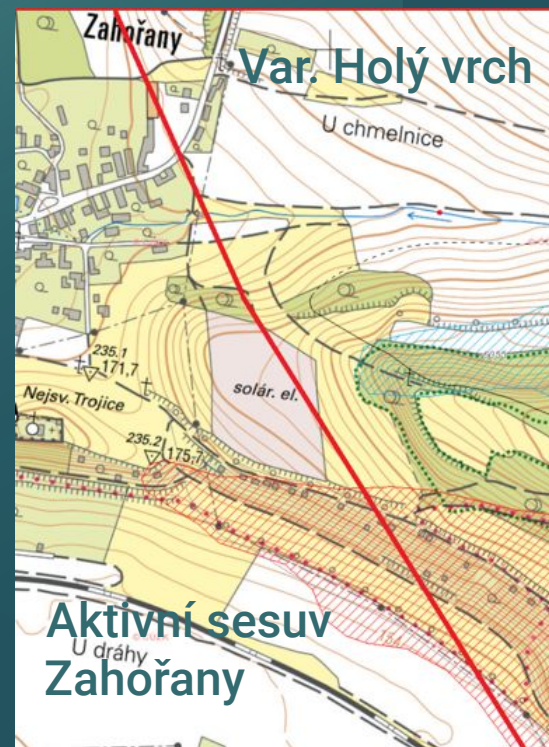 Zahořany
Var. Holý vrch
U chmelnice
235.1
171,7
solár. el.
Nejsv. Trojice
235.2
175,7
Aktivní sesuv
U dráhy
Zahořany